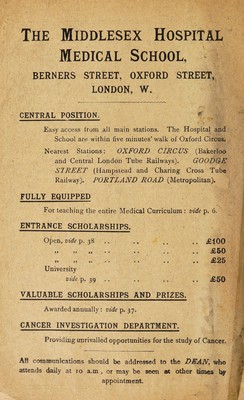 THE MIDDLESEX HOSPITAL
MEDICAL SCHOOL,
BERNERS STREET, OXFORD STREET,
LONDON, W.
CENTRAL POSITION.
Easy access from all main stations. The Hospital and
School are within five minutes' walk of Oxford Circus.
Nearest Stations: OXFORD CIRCUS (Bakerloo
and Central London Tube Railways). GOODGE
STREET (Hampstead and Charing Cross Tube
Railway). PORTLAND ROAD (Metropolitan).
FULLY EQUIPPED
For teaching the entire Medical Curriculum: vide p. 6.
ENTRANCE SCHOLARSHIPS.
Open, vide p. 38 .. .. .. .. £100
" " " .. .. .. .. £50
" " " .. .. .. .. £25
University
vide p. 39 .. .. .. .. £50
VALUABLE SCHOLARSHIPS AND PRIZES.
Awarded annually: vide p. 37.
CANCER INVESTIGATION DEPARTMENT.
Providing unrivalled opportunities for the study of Cancer.
All communications should be addressed to the DEAN, who
attends daily at 10 a.m., or may be seen at other times by
appointment.